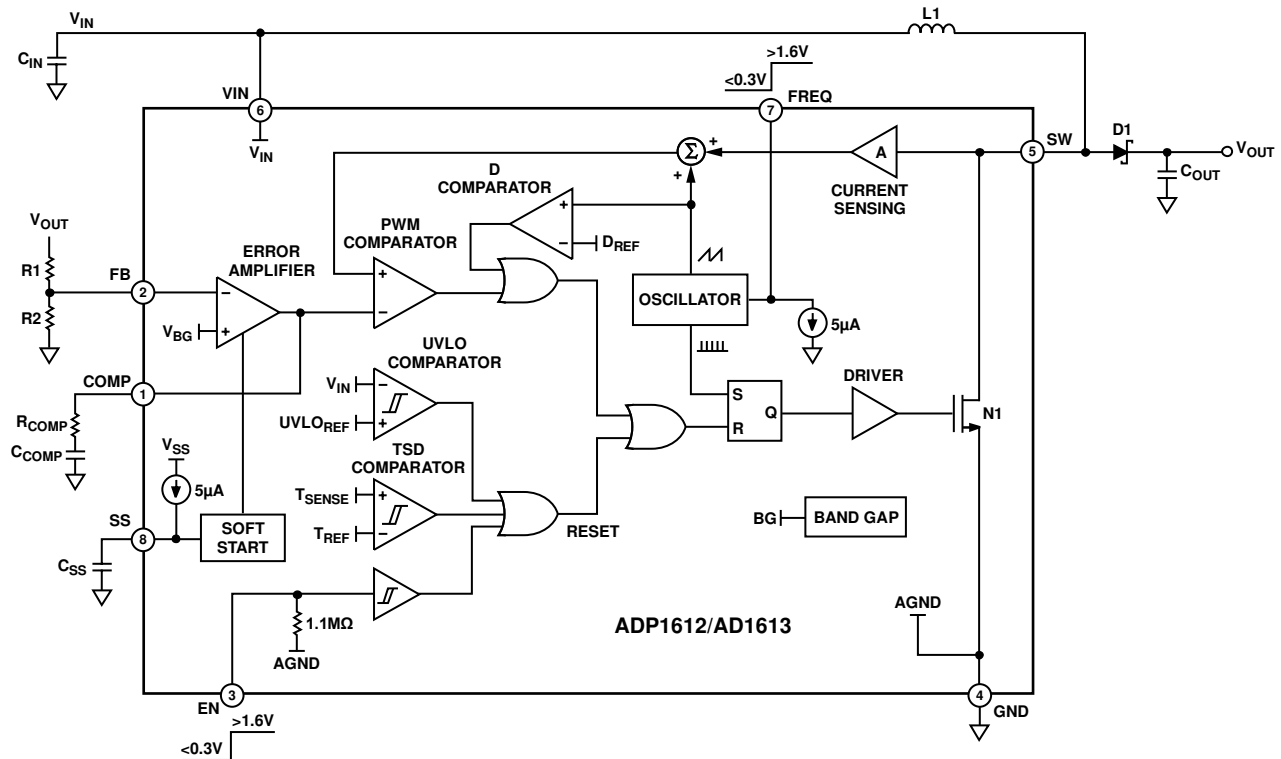 VIN
L1
CIN
>1.6V
<0.3V
VIN
FREQ
6
7
VIN
SW
D1
+
Σ
A
5
VOUT
+
D
COMPARATOR
CURRENT
SENSING
COUT
+
VOUT
PWM
COMPARATOR
−
DREF
ERROR
AMPLIFIER
R1
FB
+
2
−
OSCILLATOR
R2
VBG
+
−
5µA
UVLO
COMPARATOR
COMP
VIN
−
DRIVER
1
S
Q
RCOMP
UVLOREF
+
R
N1
CCOMP
VSS
TSD
COMPARATOR
5µA
TSENSE
+
SS
SOFT
START
BG
BAND GAP
8
TREF
−
RESET
CSS
AGND
1.1MΩ
ADP1612/AD1613
AGND
3
4
EN
GND
>1.6V
<0.3V